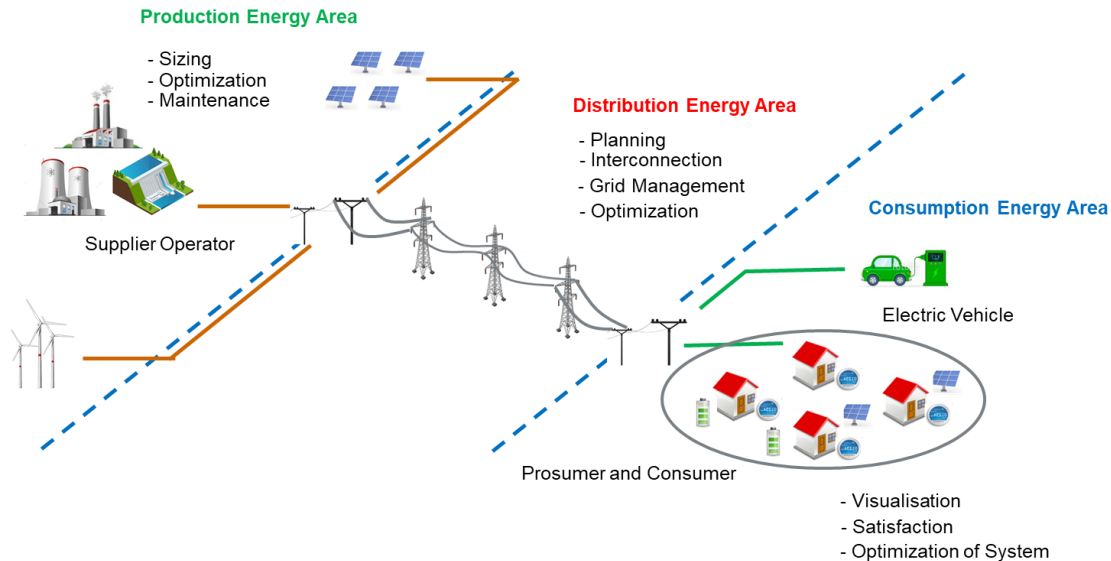 Production Energy Area
- Sizing
- Optimization
- Maintenance
Supplier Operator
Distribution Energy Area
- Planning
- Interconnection
- Grid Management
- Optimization
Consumption Energy Area
Electric Vehicle
Prosumer and Consumer
- Visualisation
- Satisfaction
- Optimization of System